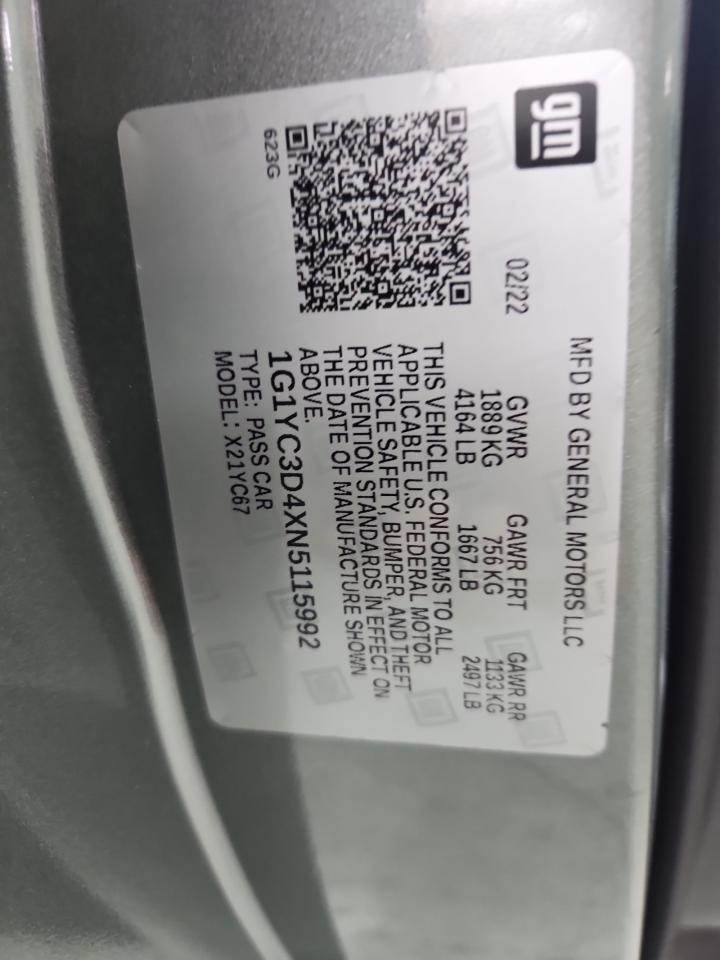 gm
MFD BY GENERAL MOTORS LLC
02/22
GVWR GAWR FRT GAWR RR
1889 KG 756 KG 1133 KG
4164 LB 1667 LB 2497 LB
THIS VEHICLE CONFORMS TO ALL
APPLICABLE U.S. FEDERAL MOTOR
VEHICLE SAFETY, BUMPER, AND THEFT
PREVENTION STANDARDS IN EFFECT ON
THE DATE OF MANUFACTURE SHOWN
ABOVE.
1G1YC3D4XN5115992
TYPE: PASS CAR
MODEL: X21YC67
623G